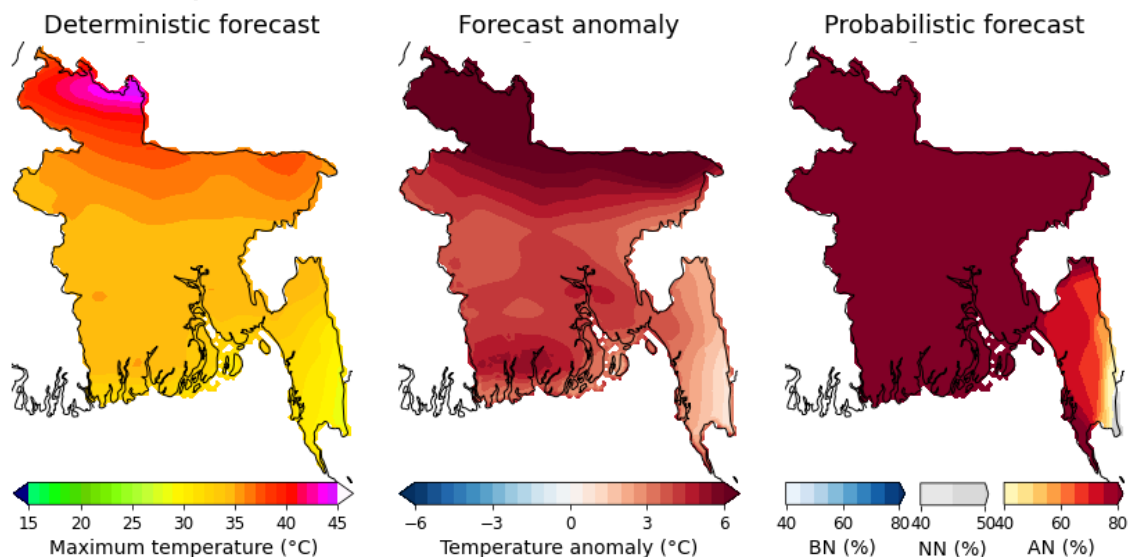 Deterministic forecast
Forecast anomaly
Probabilistic forecast
15 20 25 30 35 40 45
Maximum temperature (°C)
−6 −3 0 3 6
Temperature anomaly (°C)
40 60 80
BN (%)
40 50
NN (%)
40 60 80
AN (%)